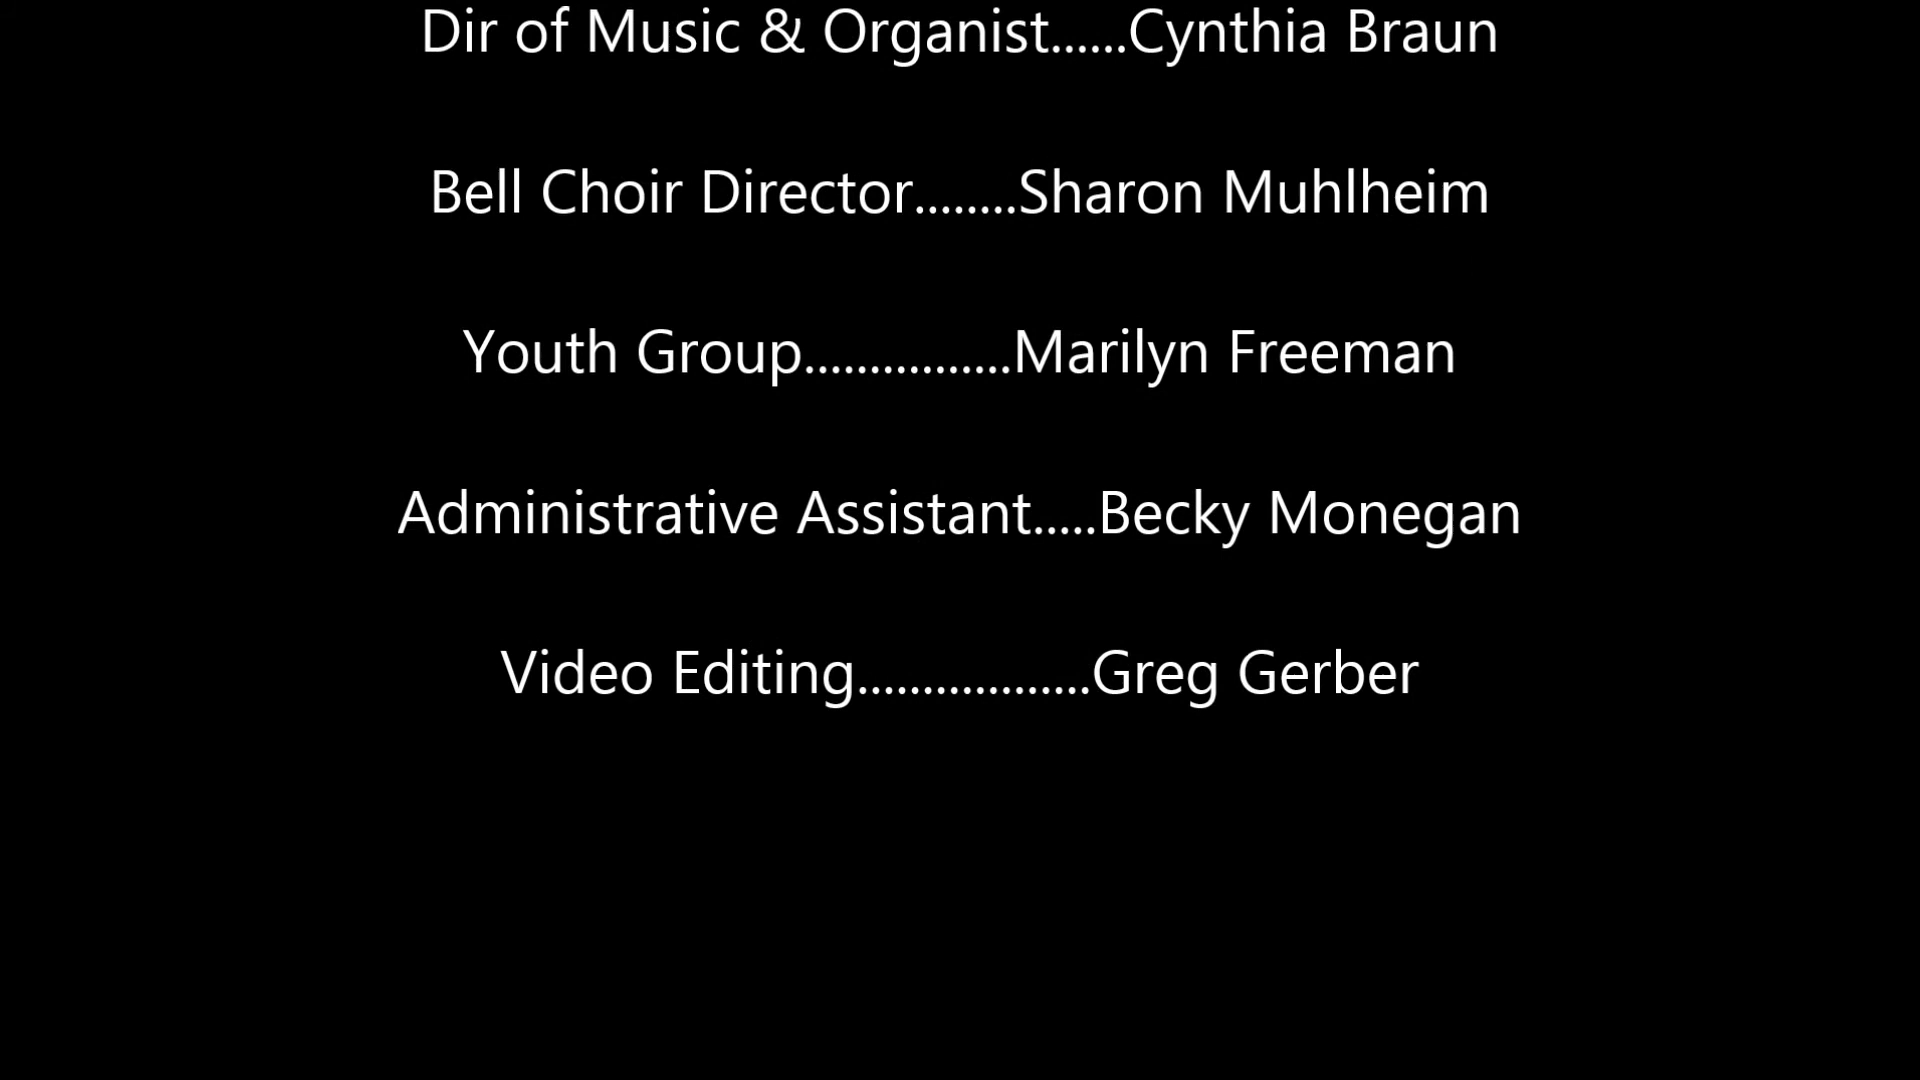 Dir of Music & Organist......Cynthia Braun
Bell Choir Director........Sharon Muhlheim
Youth Group................Marilyn Freeman
Administrative Assistant.....Becky Monegan
Video Editing..................Greg Gerber